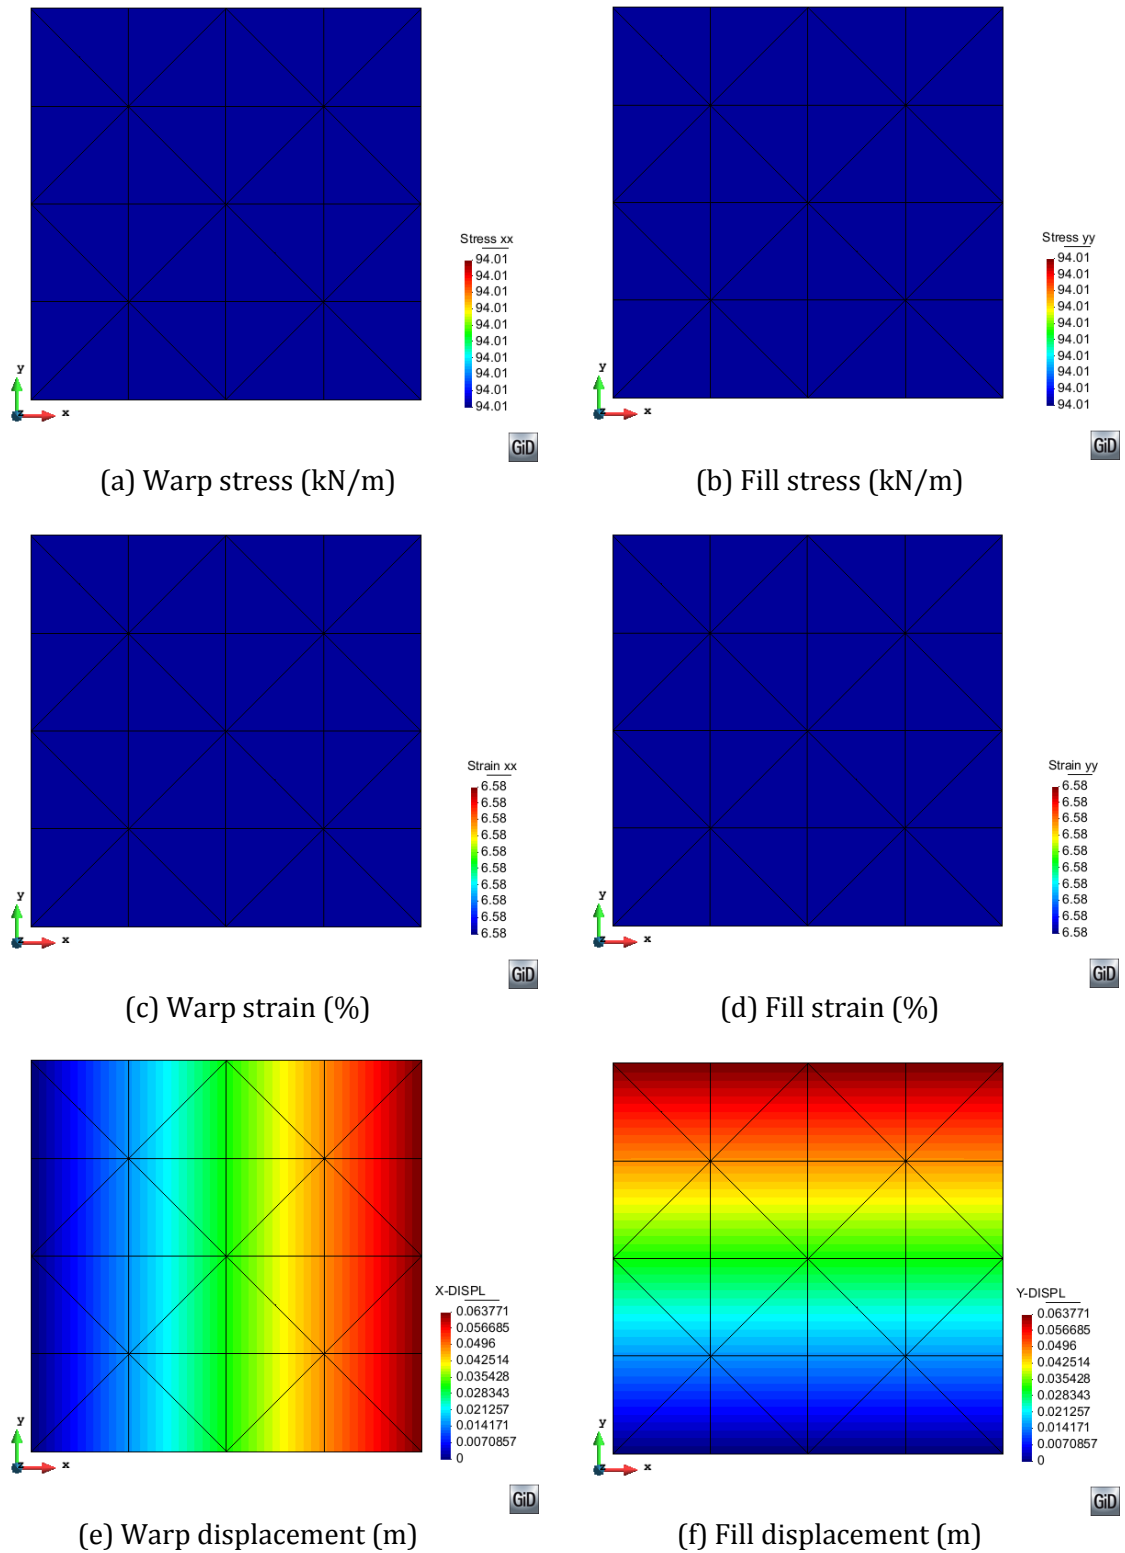 Stress xx
94.01
94.01
94.01
94.01
94.01
94.01
94.01
94.01
94.01
94.01
y
z
x
GiD
(a) Warp stress (kN/m)
Stress yy
94.01
94.01
94.01
94.01
94.01
94.01
94.01
94.01
94.01
94.01
y
z
x
GiD
(b) Fill stress (kN/m)
Strain xx
6.58
6.58
6.58
6.58
6.58
6.58
6.58
6.58
6.58
6.58
y
z
x
GiD
(c) Warp strain (%)
Strain yy
6.58
6.58
6.58
6.58
6.58
6.58
6.58
6.58
6.58
6.58
y
z
x
GiD
(d) Fill strain (%)
X-DISPL
0.063771
0.056685
0.0496
0.042514
0.035428
0.028343
0.021257
0.014171
0.0070857
0
y
z
x
GiD
(e) Warp displacement (m)
Y-DISPL
0.063771
0.056685
0.0496
0.042514
0.035428
0.028343
0.021257
0.014171
0.0070857
0
y
z
x
GiD
(f) Fill displacement (m)